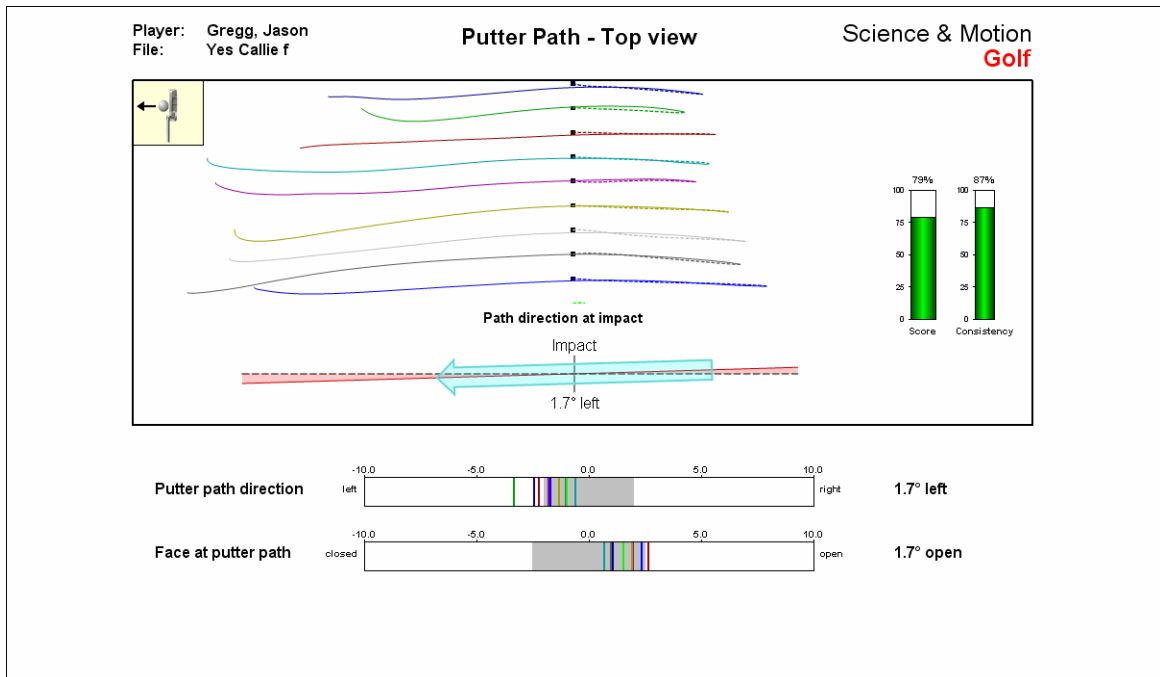 Player: Gregg, Jason
File: Yes Callie f
Putter Path - Top view
Science & Motion
Golf
79% 87%
100 100
75 75
50 50
25 25
0 0
Score Consistency
Path direction at impact
Impact
1.7° left
-10.0 -5.0 0.0 5.0 10.0
Putter path direction left right 1.7° left
-10.0 -5.0 0.0 5.0 10.0
Face at putter path closed open 1.7° open